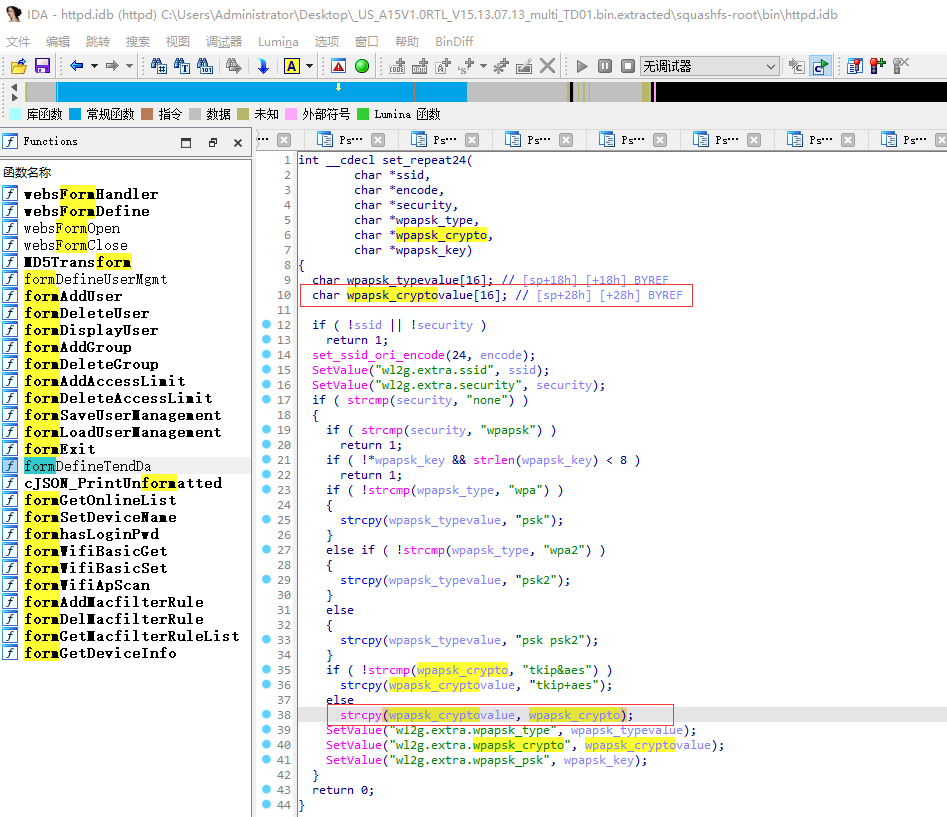 IDA - httpd.idb (httpd) C:\Users\Administrator\Desktop\_US_A15V1.0RTL_V15.13.07.13_multi_TD01.bin.extracted\squashfs-root\bin\httpd.idb
文件 编辑 跳转 搜索 视图 调试器 Lumina 选项 窗口 帮助 BinDiff
无调试器
库函数 常规函数 指令 数据 未知 外部符号 Lumina 函数
Functions
函数名称
websFormHandler
websFormDefine
websFormOpen
websFormClose
MD5Transform
formDefineUserMgmt
formAddUser
formDeleteUser
formDisplayUser
formAddGroup
formDeleteGroup
formAddAccessLimit
formDeleteAccessLimit
formSaveUserManagement
formLoadUserManagement
formExit
formDefineTendDa
cJSON_PrintUnformatted
formGetOnlineList
formSetDeviceName
formhasLoginPwd
formWifiBasicGet
formWifiBasicSet
formWifiApScan
formAddMacfilterRule
formDelMacfilterRule
formGetMacfilterRuleList
formGetDeviceInfo
Ps··· Ps··· Ps··· Ps··· Ps··· Ps··· Ps···
1 int __cdecl set_repeat24(
2 char *ssid,
3 char *encode,
4 char *security,
5 char *wpapsk_type,
6 char *wpapsk_crypto,
7 char *wpapsk_key)
8 {
9 char wpapsk_typevalue[16]; // [sp+18h] [+18h] BYREF
10 char wpapsk_cryptovalue[16]; // [sp+28h] [+28h] BYREF
11
12 if ( !ssid || !security )
13 return 1;
14 set_ssid_ori_encode(24, encode);
15 SetValue("wl2g.extra.ssid", ssid);
16 SetValue("wl2g.extra.security", security);
17 if ( strcmp(security, "none") )
18 {
19 if ( strcmp(security, "wpapsk") )
20 return 1;
21 if ( !*wpapsk_key && strlen(wpapsk_key) < 8 )
22 return 1;
23 if ( !strcmp(wpapsk_type, "wpa") )
24 {
25 strcpy(wpapsk_typevalue, "psk");
26 }
27 else if ( !strcmp(wpapsk_type, "wpa2") )
28 {
29 strcpy(wpapsk_typevalue, "psk2");
30 }
31 else
32 {
33 strcpy(wpapsk_typevalue, "psk psk2");
34 }
35 if ( !strcmp(wpapsk_crypto, "tkip&aes") )
36 strcpy(wpapsk_cryptovalue, "tkip+aes");
37 else
38 strcpy(wpapsk_cryptovalue, wpapsk_crypto);
39 SetValue("wl2g.extra.wpapsk_type", wpapsk_typevalue);
40 SetValue("wl2g.extra.wpapsk_crypto", wpapsk_cryptovalue);
41 SetValue("wl2g.extra.wpapsk_psk", wpapsk_key);
42 }
43 return 0;
44 }